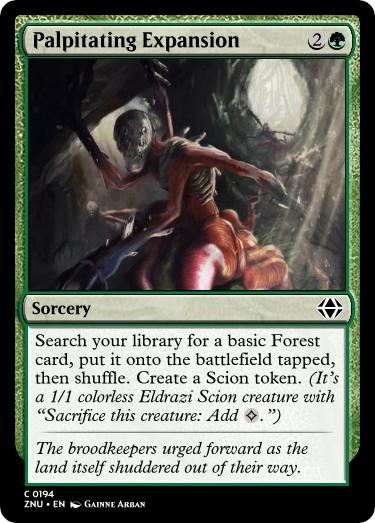 Palpitating Expansion 2
Sorcery
Search your library for a basic Forest
card, put it onto the battlefield tapped,
then shuffle. Create a Scion token. (It's
a 1/1 colorless Eldrazi Scion creature with
“Sacrifice this creature: Add .”)
The broodkeepers urged forward as
the land itself shuddered out of their way.
C 0194
ZNU • EN Gainne Arban